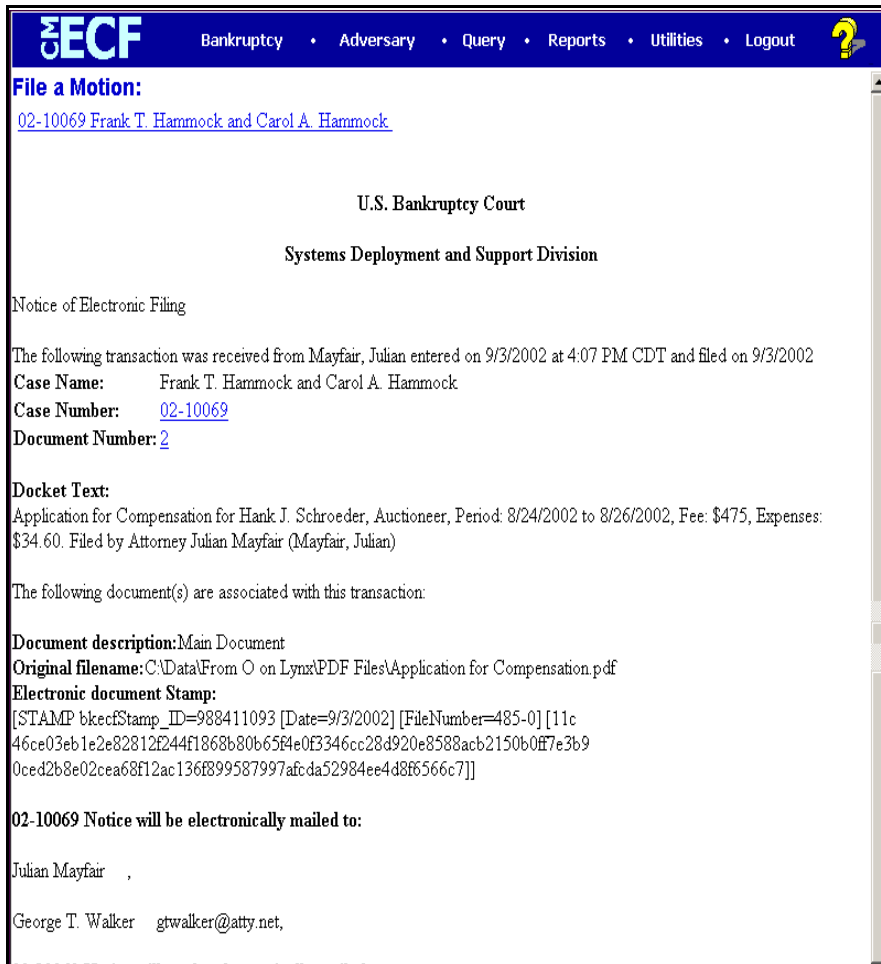 CM ECF Bankruptcy • Adversary • Query • Reports • Utilities • Logout ?
File a Motion:
02-10069 Frank T. Hammock and Carol A. Hammock
U.S. Bankruptcy Court
Systems Deployment and Support Division
Notice of Electronic Filing
The following transaction was received from Mayfair, Julian entered on 9/3/2002 at 4:07 PM CDT and filed on 9/3/2002
Case Name: Frank T. Hammock and Carol A. Hammock
Case Number: 02-10069
Document Number: 2
Docket Text:
Application for Compensation for Hank J. Schroeder, Auctioneer, Period: 8/24/2002 to 8/26/2002, Fee: $475, Expenses:
$34.60. Filed by Attorney Julian Mayfair (Mayfair, Julian)
The following document(s) are associated with this transaction:
Document description:Main Document
Original filename:C:\Data\From O on Lynx\PDF Files\Application for Compensation.pdf
Electronic document Stamp:
[STAMP bkecfStamp_ID=988411093 [Date=9/3/2002] [FileNumber=485-0] [11c
46ce03eb1e2e82812f244f1868b80b65f4e0f3346cc28d920e8588acb2150b0ff7e3b9
0ced2b8e02cea68f12ac136f899587997afcda52984ee4d8f6566c7]]
02-10069 Notice will be electronically mailed to:
Julian Mayfair ,
George T. Walker gtwalker@atty.net,